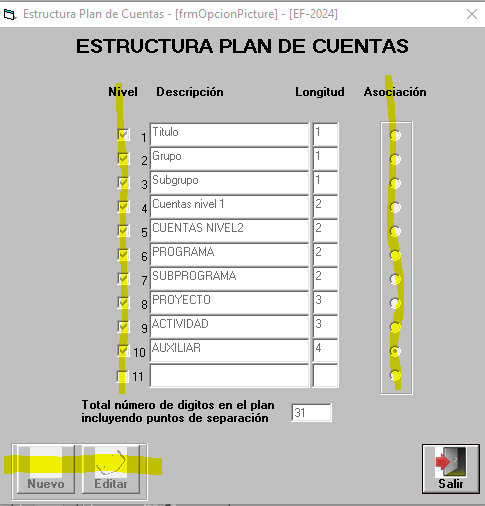 Estructura Plan de Cuentas - [frmOpcionPicture] - [EF-2024]
ESTRUCTURA PLAN DE CUENTAS
Nivel Descripción Longitud Asociación
1 Titulo 1
2 Grupo 1
3 Subgrupo 1
4 Cuentas nivel 1 2
5 CUENTAS NIVEL2 2
6 PROGRAMA 2
7 SUBPROGRAMA 2
8 PROYECTO 3
9 ACTIVIDAD 3
10 AUXILIAR 4
11
Total número de digitos en el plan
incluyendo puntos de separación 31
Nuevo Editar Salir